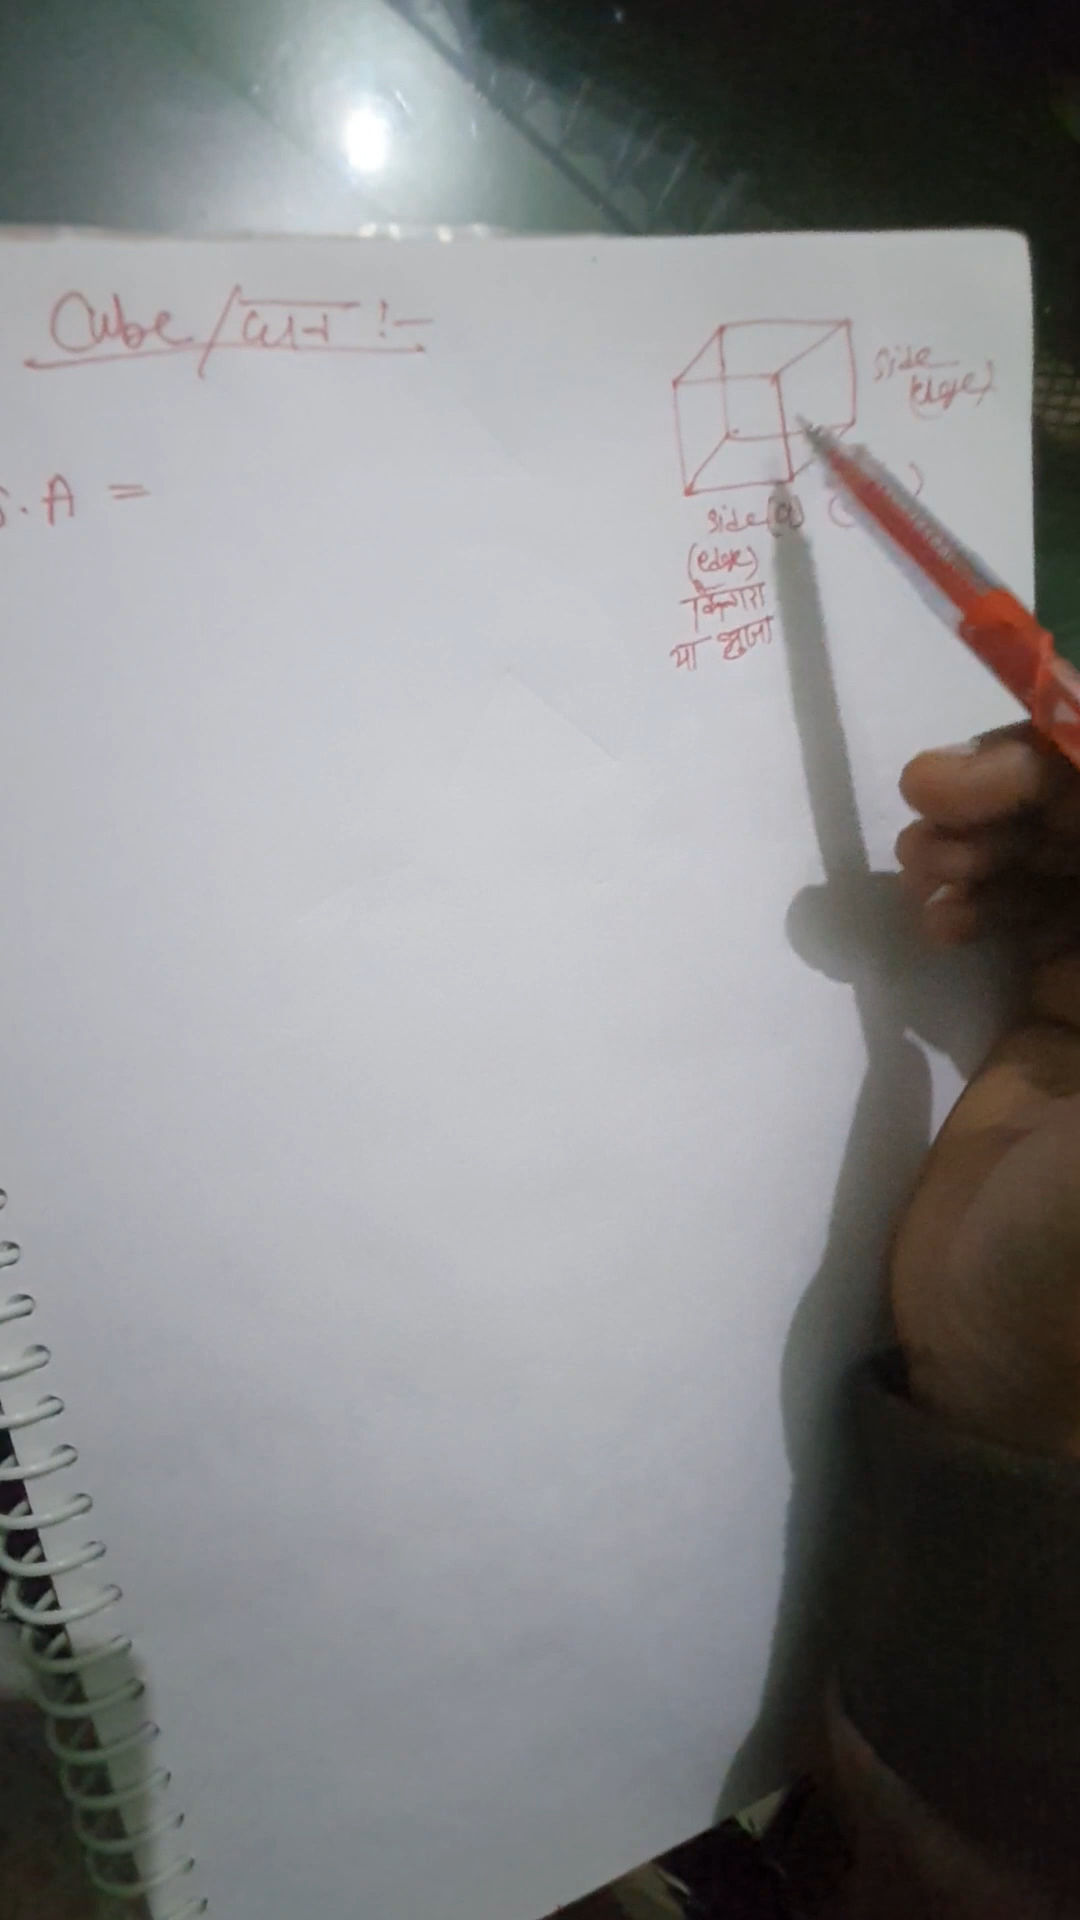 Cube/घन :-
side
(edge)
S.A =
side(a)
(edge)
किनारा
या भुजा